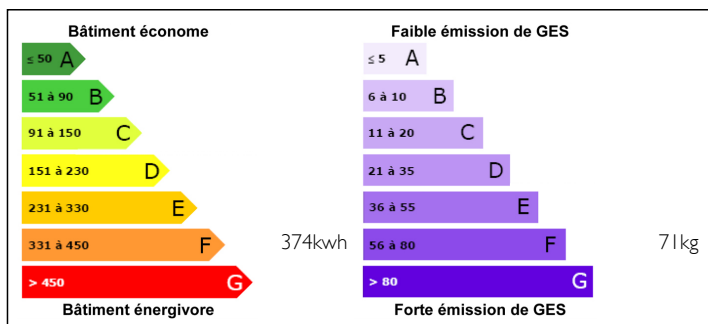 Bâtiment économe
≤ 50 A
51 à 90 B
91 à 150 C
151 à 230 D
231 à 330 E
331 à 450 F
374kwh
> 450 G
Bâtiment énergivore
Faible émission de GES
≤ 5 A
6 à 10 B
11 à 20 C
21 à 35 D
36 à 55 E
56 à 80 F
71kg
> 80 G
Forte émission de GES